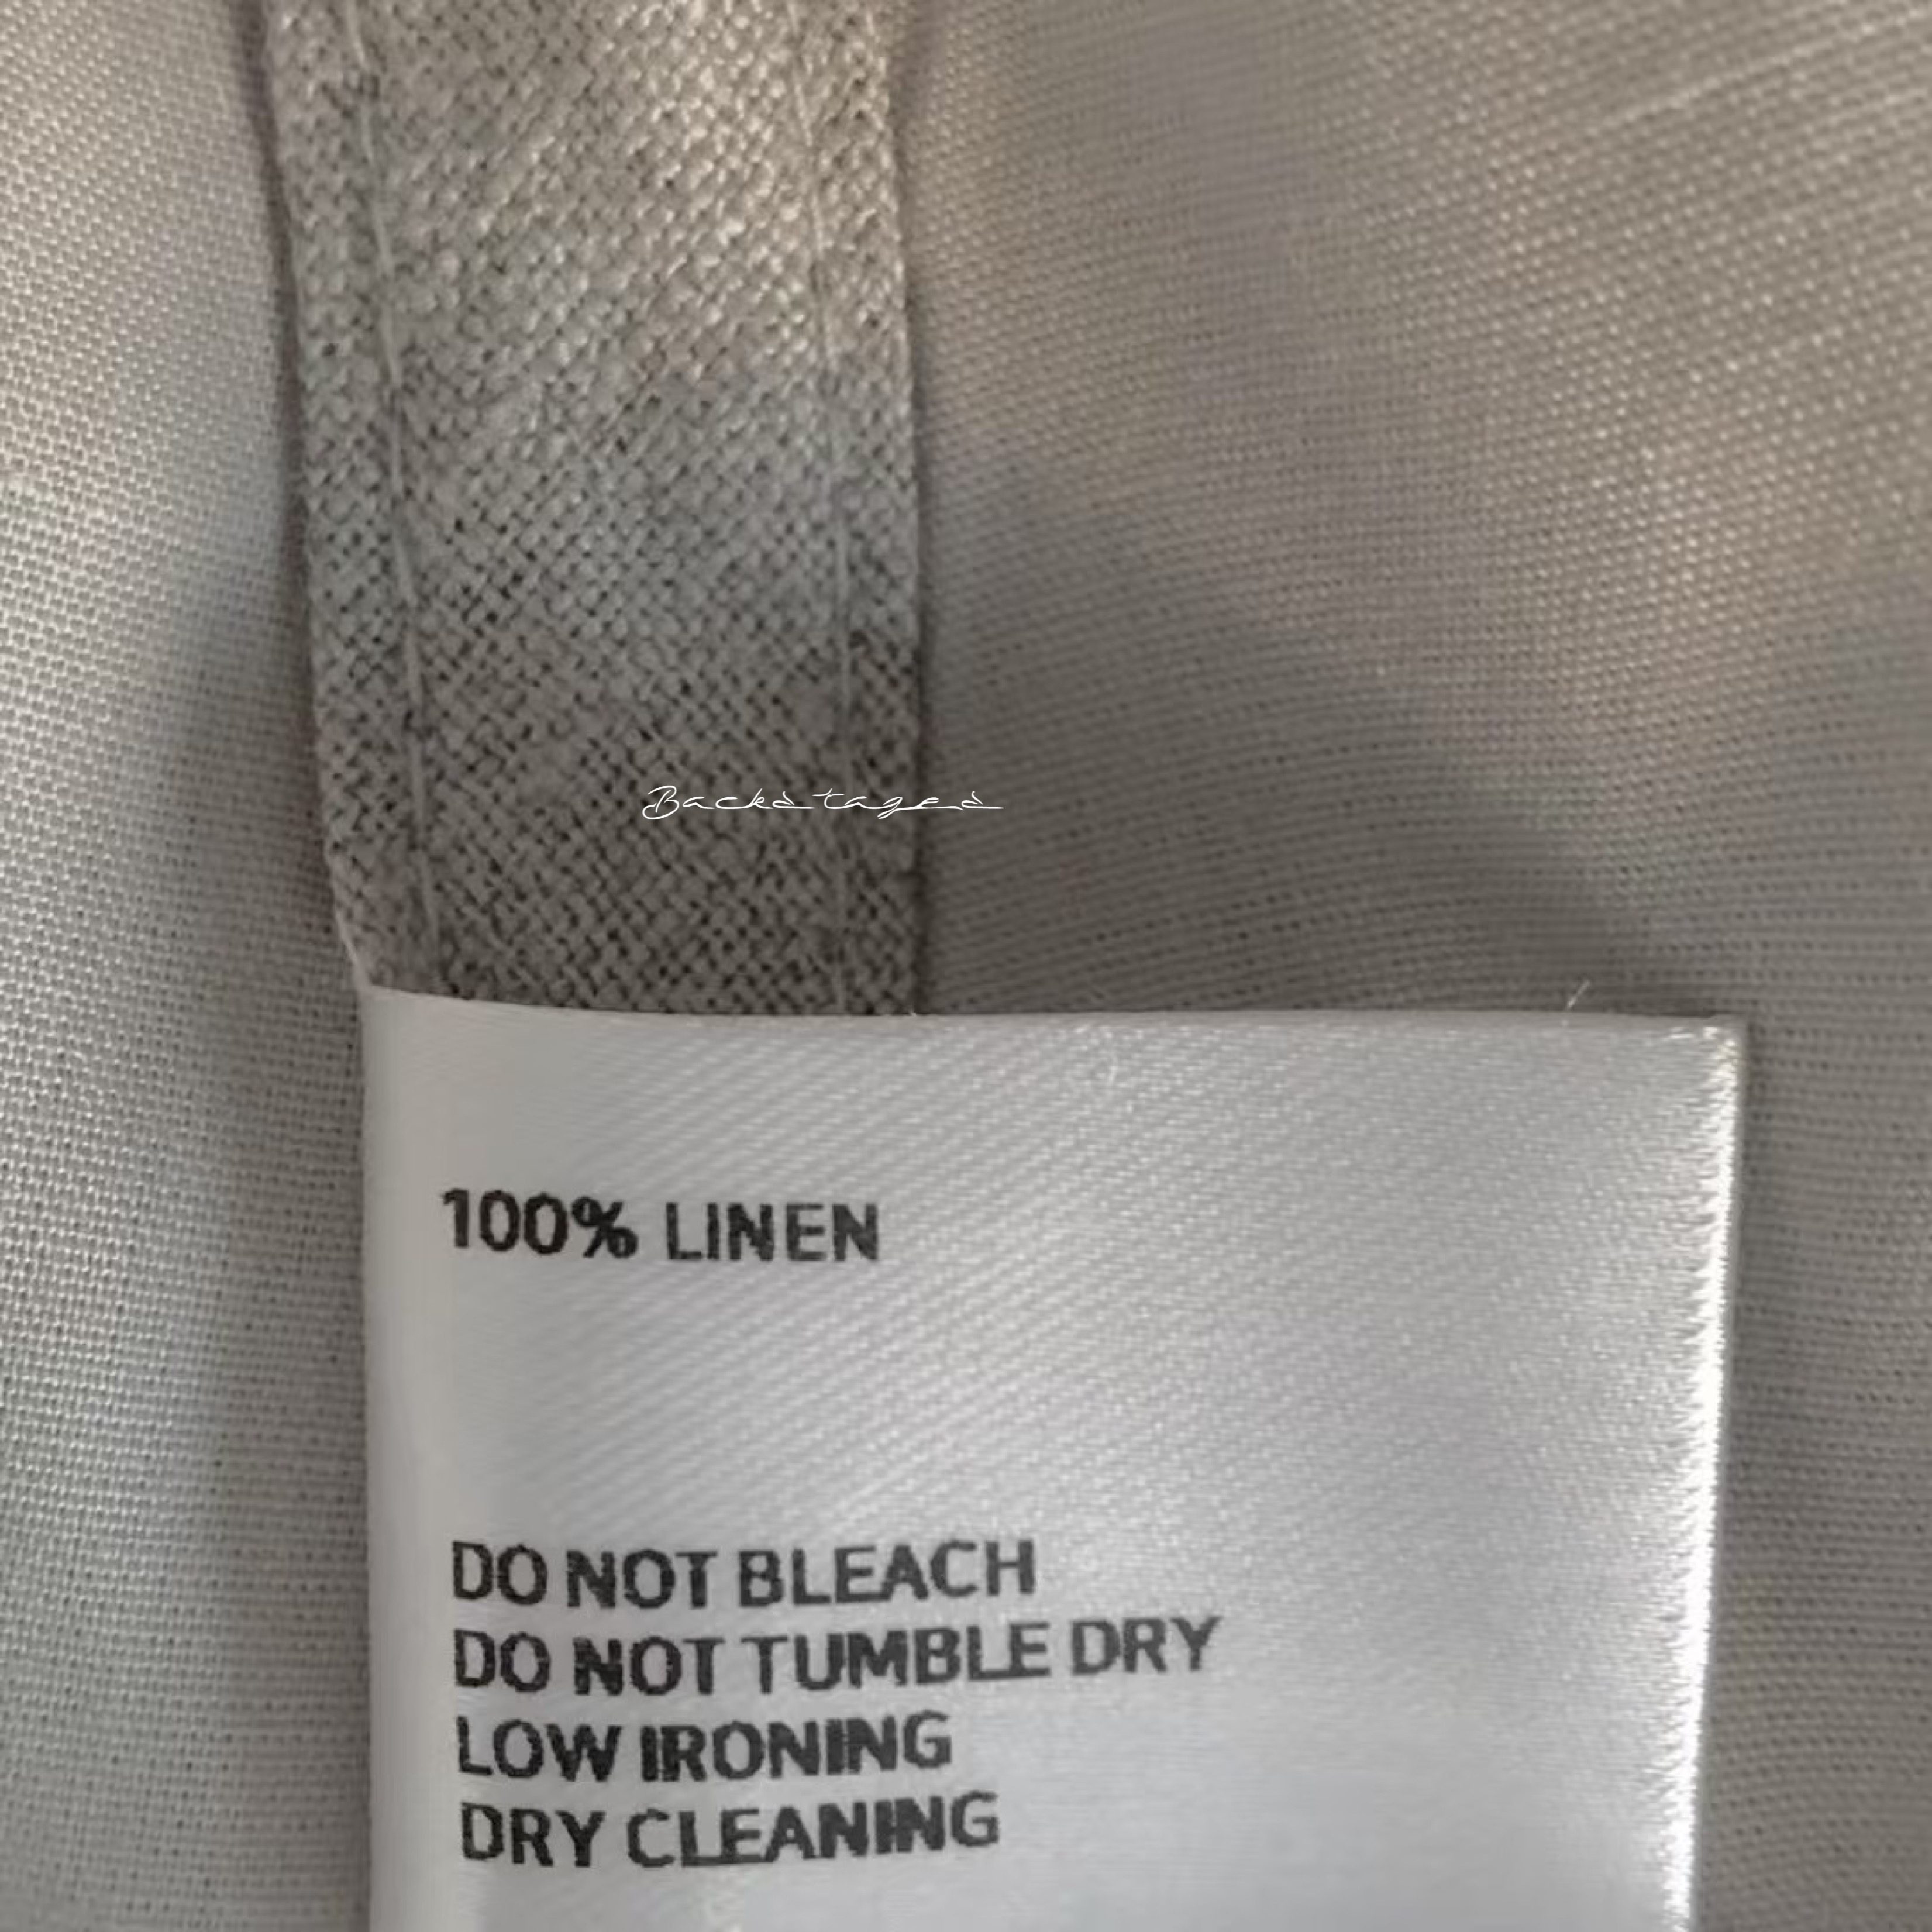 Backstaged
100% LINEN
DO NOT BLEACH
DO NOT TUMBLE DRY
LOW IRONING
DRY CLEANING